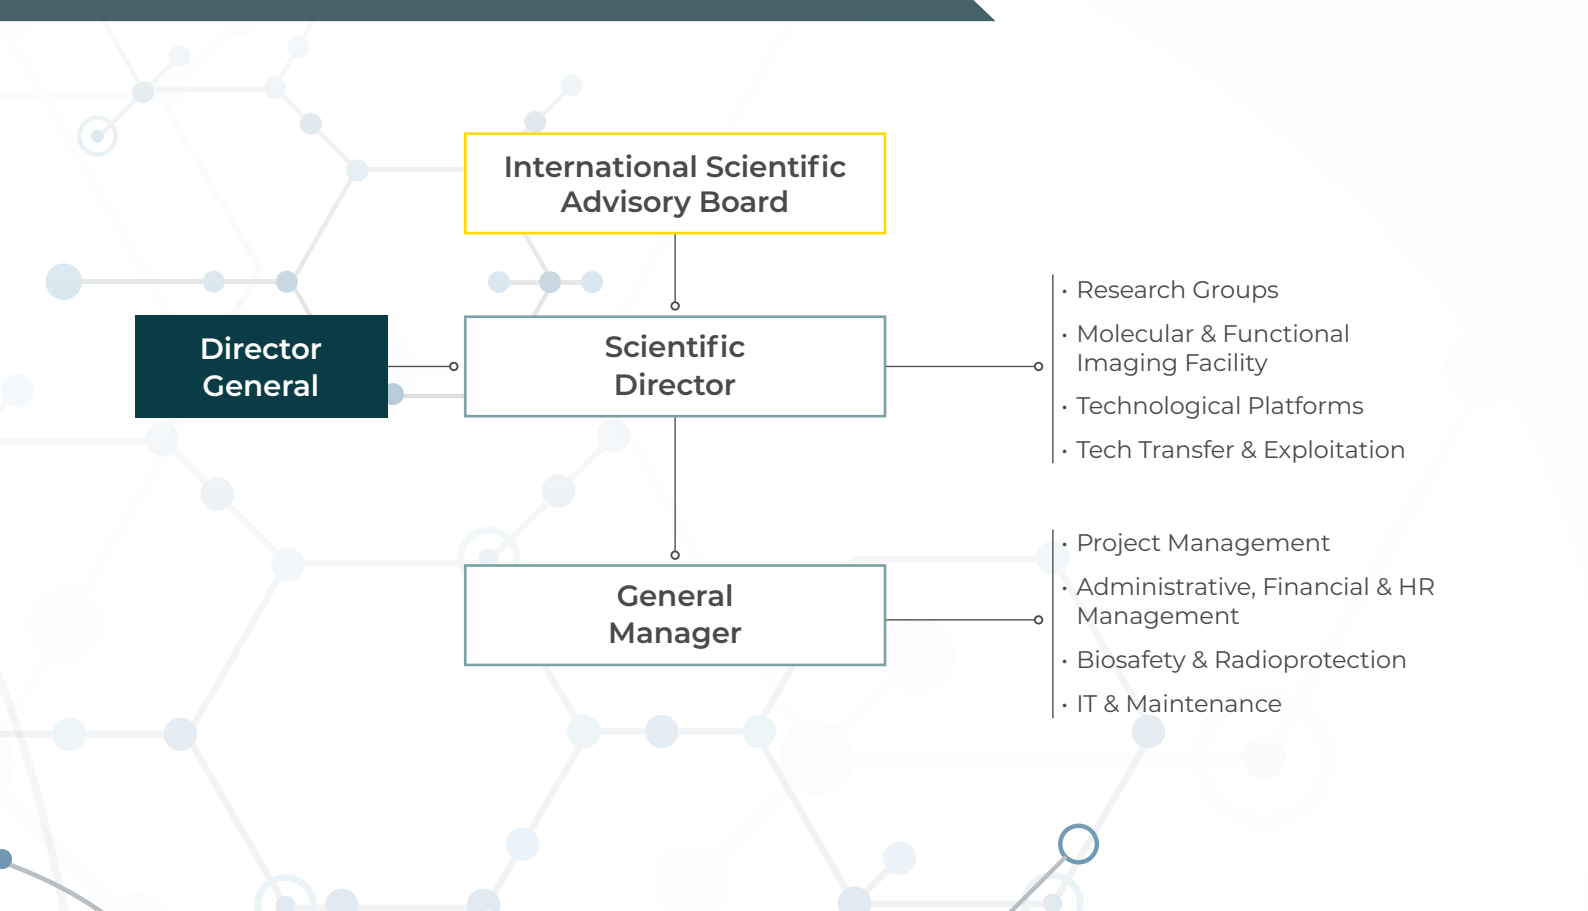 International Scientific
Advisory Board
Director
General
Scientific
Director
• Research Groups
• Molecular & Functional
Imaging Facility
• Technological Platforms
• Tech Transfer & Exploitation
General
Manager
• Project Management
• Administrative, Financial & HR
Management
• Biosafety & Radioprotection
• IT & Maintenance